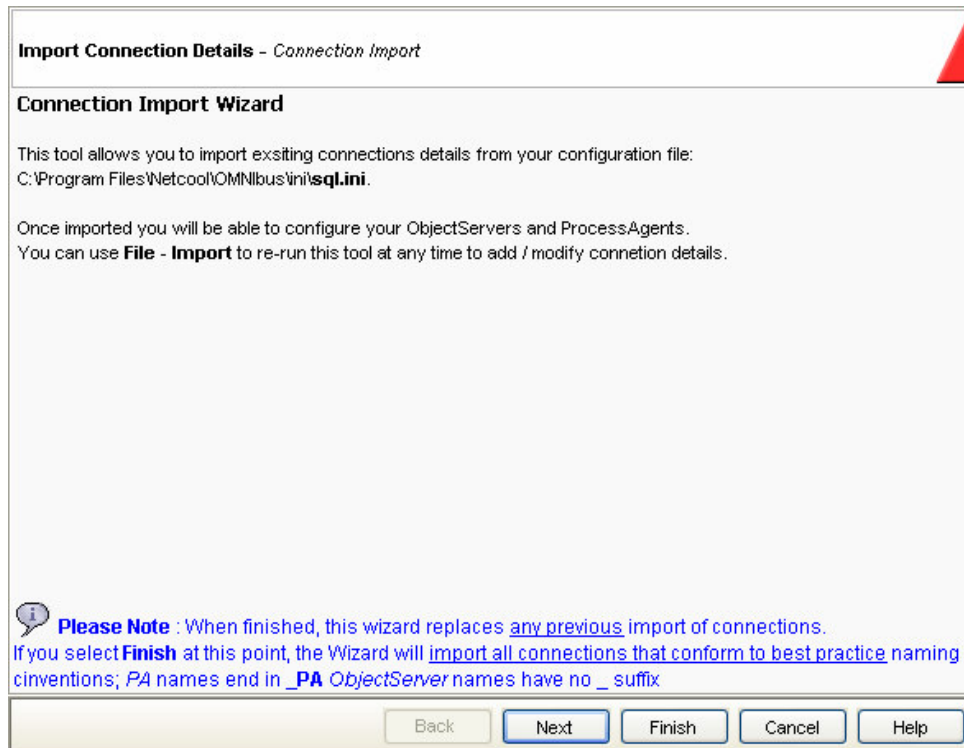 Import Connection Details - Connection Import
Connection Import Wizard
This tool allows you to import exsiting connections details from your configuration file:
C:\Program Files\Netcool\OMNIbus\ini\sql.ini.
Once imported you will be able to configure your ObjectServers and ProcessAgents.
You can use File - Import to re-run this tool at any time to add / modify connetion details.
Please Note : When finished, this wizard replaces any previous import of connections.
If you select Finish at this point, the Wizard will import all connections that conform to best practice naming
cinventions; PA names end in _PA ObjectServer names have no _ suffix
Back Next Finish Cancel Help